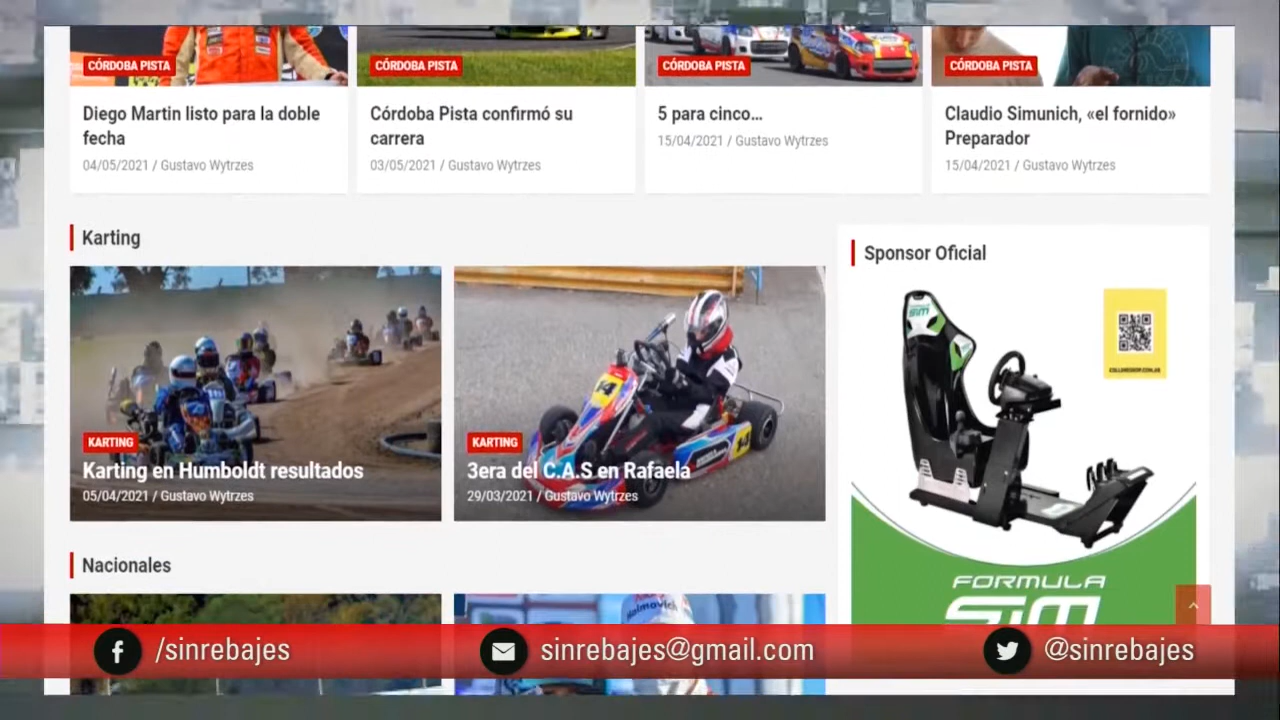 CÓRDOBA PISTA
CÓRDOBA PISTA
CÓRDOBA PISTA
CÓRDOBA PISTA
Diego Martin listo para la doble
fecha
04/05/2021 / Gustavo Wytrzes
Córdoba Pista confirmó su
carrera
03/05/2021 / Gustavo Wytrzes
5 para cinco...
15/04/2021 / Gustavo Wytrzes
Claudio Simunich, «el fornido»
Preparador
15/04/2021 / Gustavo Wytrzes
Karting
KARTING
Karting en Humboldt resultados
05/04/2021 / Gustavo Wytrzes
14
14
KARTING
3era del C.A.S en Rafaela
29/03/2021 / Gustavo Wytrzes
Sponsor Oficial
SIM
FORMULA
SIM
Nacionales
/sinrebajes
sinrebajes@gmail.com
@sinrebajes